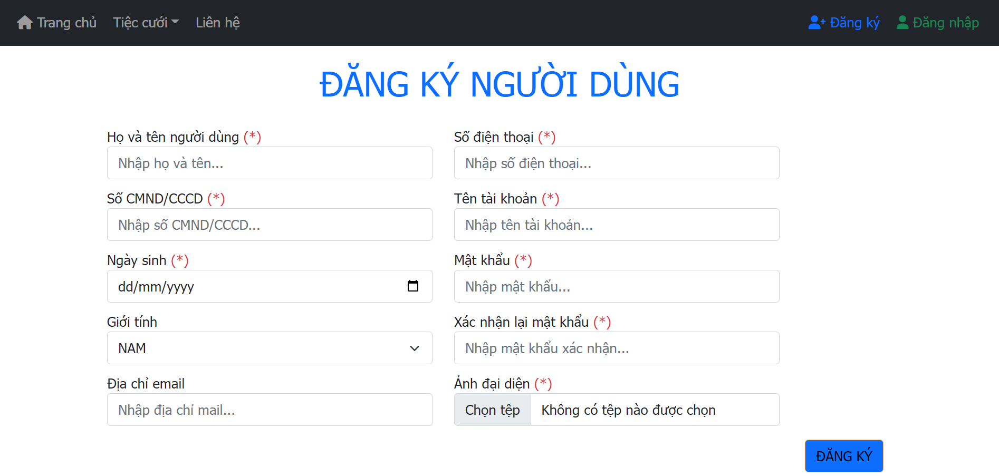 Trang chủ Tiệc cưới Liên hệ Đăng ký Đăng nhập
ĐĂNG KÝ NGƯỜI DÙNG
Họ và tên người dùng (*)
Nhập họ và tên...
Số CMND/CCCD (*)
Nhập số CMND/CCCD...
Ngày sinh (*)
dd/mm/yyyy
Giới tính
NAM
Địa chỉ email
Nhập địa chỉ mail...
Số điện thoại (*)
Nhập số điện thoại...
Tên tài khoản (*)
Nhập tên tài khoản...
Mật khẩu (*)
Nhập mật khẩu...
Xác nhận lại mật khẩu (*)
Nhập mật khẩu xác nhận...
Ảnh đại diện (*)
Chọn tệp Không có tệp nào được chọn
ĐĂNG KÝ